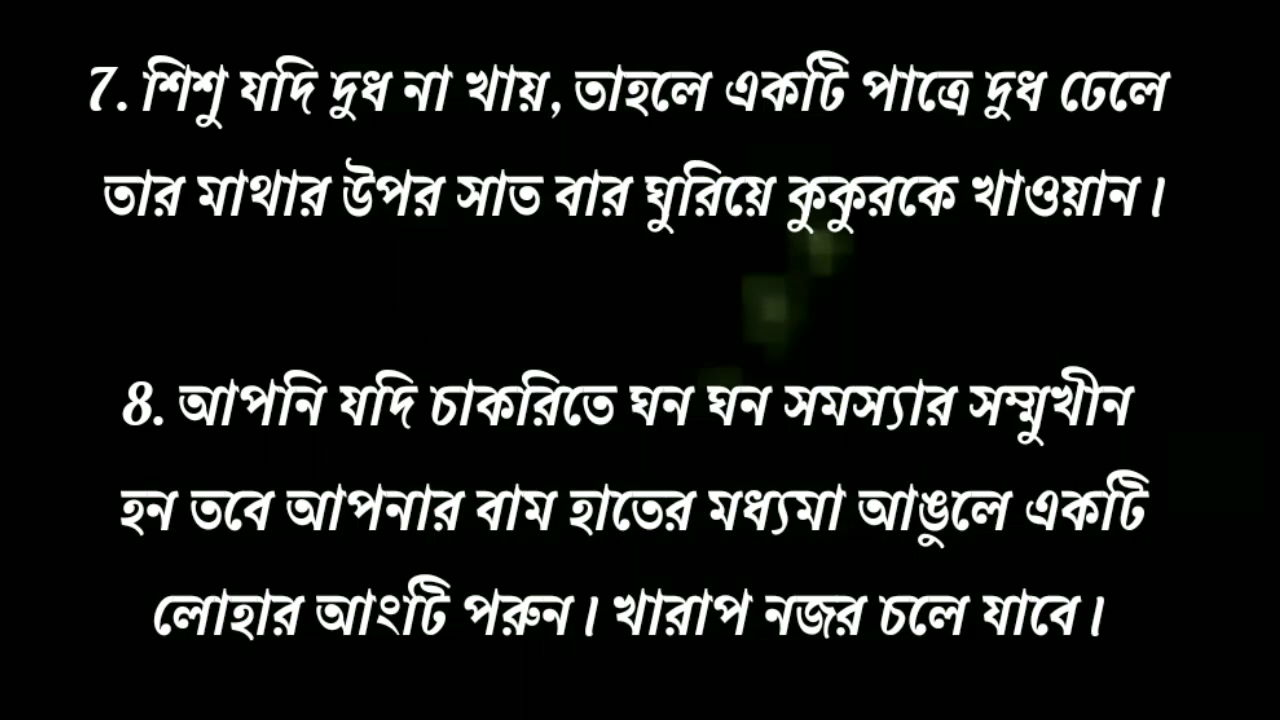 7. শিশু যদি দুধ না খায়, তাহলে একটি পাত্রে দুধ ঢেলে
তার মাথার উপর সাত বার ঘুরিয়ে কুকুরকে খাওয়ান।
8. আপনি যদি চাকরিতে ঘন ঘন সমস্যার সম্মুখীন
হন তবে আপনার বাম হাতের মধ্যমা আঙুলে একটি
লোহার আংটি পরুন। খারাপ নজর চলে যাবে।